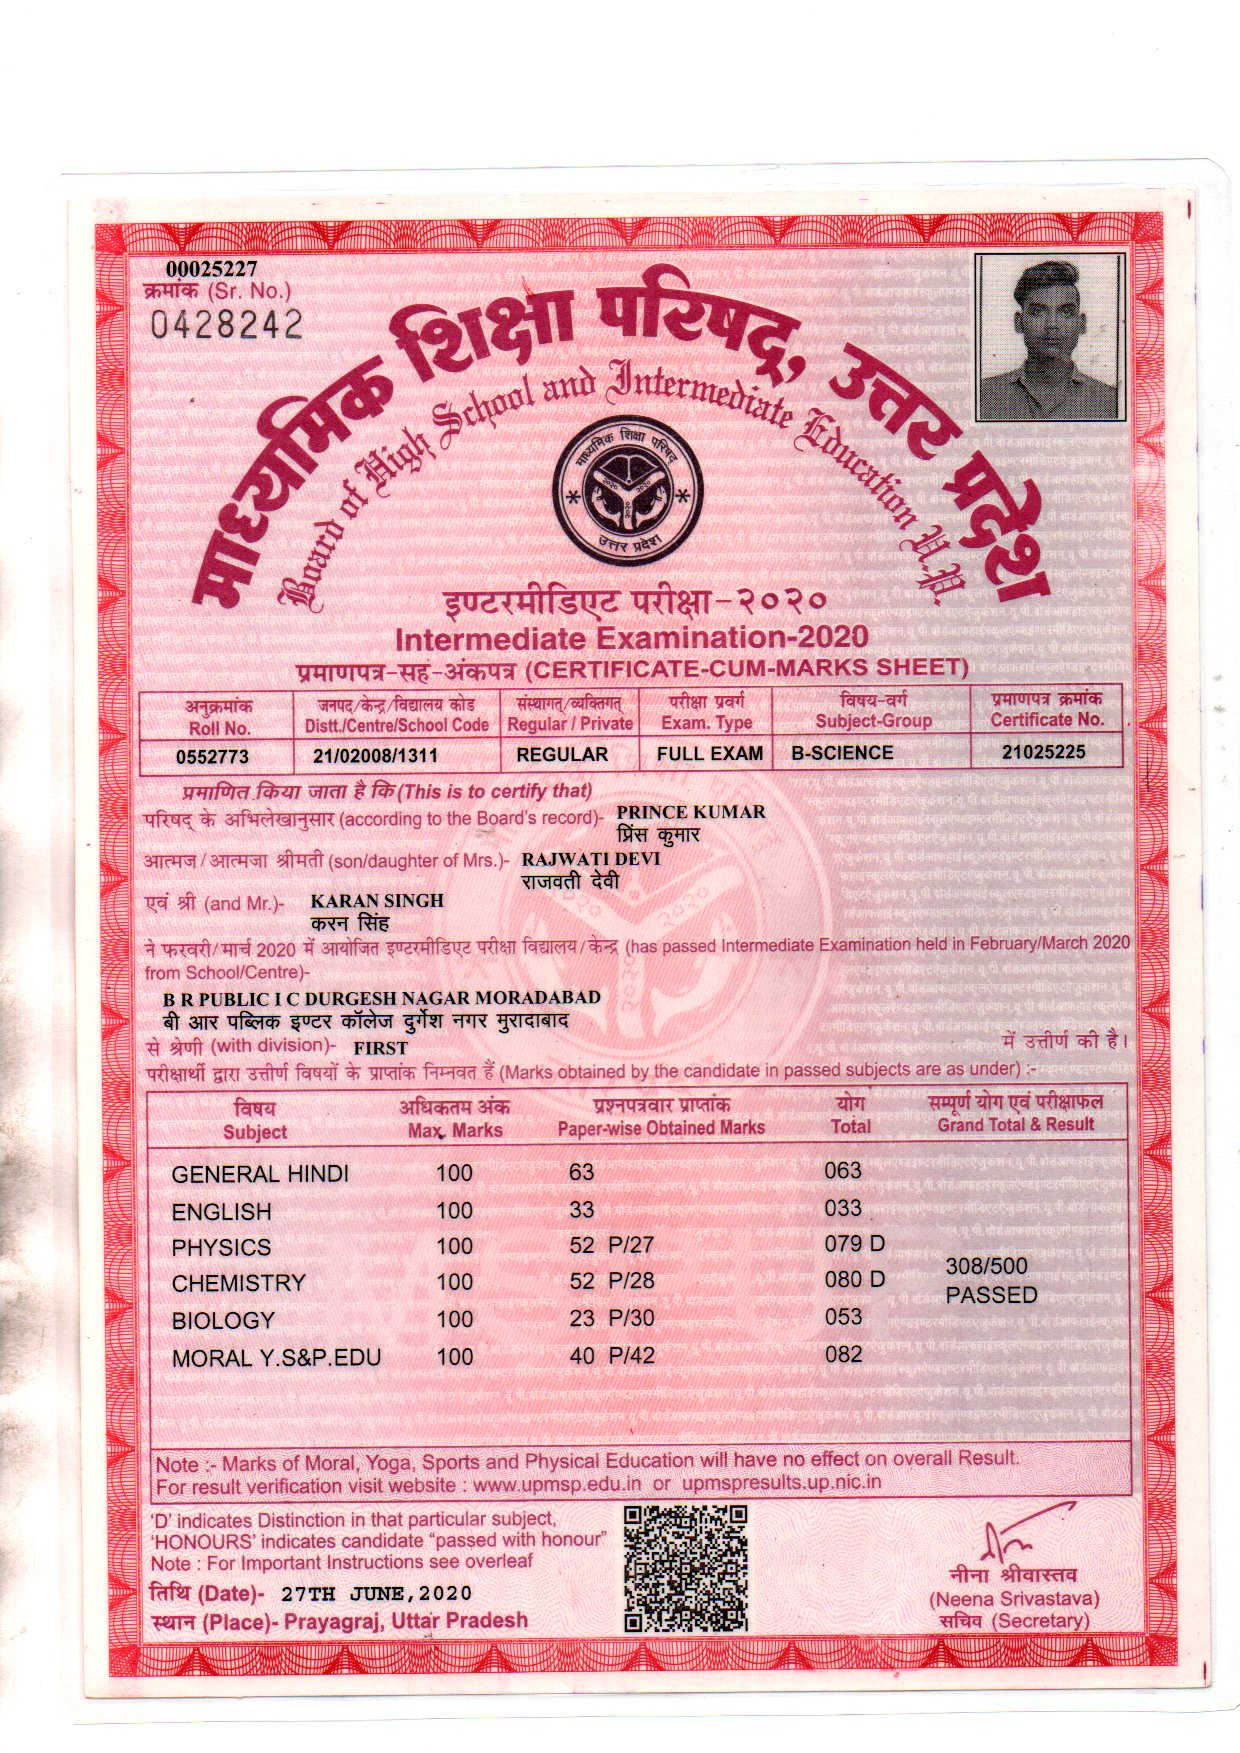 00025227
क्रमांक (Sr. No.)
0428242
माध्यमिक शिक्षा परिषद्, उत्तर प्रदेश
Board of High School and Intermediate Education U.P.
माध्यमिक शिक्षा परिषद्
उत्तर प्रदेश
इण्टरमीडिएट परीक्षा-२०२०
Intermediate Examination-2020
प्रमाणपत्र-सह-अंकपत्र (CERTIFICATE-CUM-MARKS SHEET)
अनुक्रमांक जनपद/केन्द्र/विद्यालय कोड संस्थागत्/व्यक्तिगत् परीक्षा प्रवर्ग विषय-वर्ग प्रमाणपत्र क्रमांक
Roll No. Distt./Centre/School Code Regular / Private Exam. Type Subject-Group Certificate No.
0552773 21/02008/1311 REGULAR FULL EXAM B-SCIENCE 21025225
प्रमाणित किया जाता है कि (This is to certify that)
परिषद् के अभिलेखानुसार (according to the Board's record)- PRINCE KUMAR
प्रिंस कुमार
आत्मज/आत्मजा श्रीमती (son/daughter of Mrs.)- RAJWATI DEVI
राजवती देवी
एवं श्री (and Mr.)- KARAN SINGH
करन सिंह
ने फरवरी/मार्च 2020 में आयोजित इण्टरमीडिएट परीक्षा विद्यालय/केन्द्र (has passed Intermediate Examination held in February/March 2020
from School/Centre)-
B R PUBLIC I C DURGESH NAGAR MORADABAD
बी आर पब्लिक इण्टर कॉलेज दुर्गेश नगर मुरादाबाद
से श्रेणी (with division)- FIRST में उत्तीर्ण की है।
परीक्षार्थी द्वारा उत्तीर्ण विषयों के प्राप्तांक निम्नवत हैं (Marks obtained by the candidate in passed subjects are as under) :-
विषय अधिकतम अंक प्रश्नपत्रवार प्राप्तांक योग सम्पूर्ण योग एवं परीक्षाफल
Subject Max. Marks Paper-wise Obtained Marks Total Grand Total & Result
GENERAL HINDI 100 63 063
ENGLISH 100 33 033
PHYSICS 100 52 P/27 079 D
308/500
CHEMISTRY 100 52 P/28 080 D
PASSED
BIOLOGY 100 23 P/30 053
MORAL Y.S&P.EDU 100 40 P/42 082
Note :- Marks of Moral, Yoga, Sports and Physical Education will have no effect on overall Result.
For result verification visit website : www.upmsp.edu.in or upmspresults.up.nic.in
'D' indicates Distinction in that particular subject,
'HONOURS' indicates candidate "passed with honour"
Note : For Important Instructions see overleaf
तिथि (Date)- 27TH JUNE,2020
स्थान (Place)- Prayagraj, Uttar Pradesh
नीना श्रीवास्तव
(Neena Srivastava)
सचिव (Secretary)